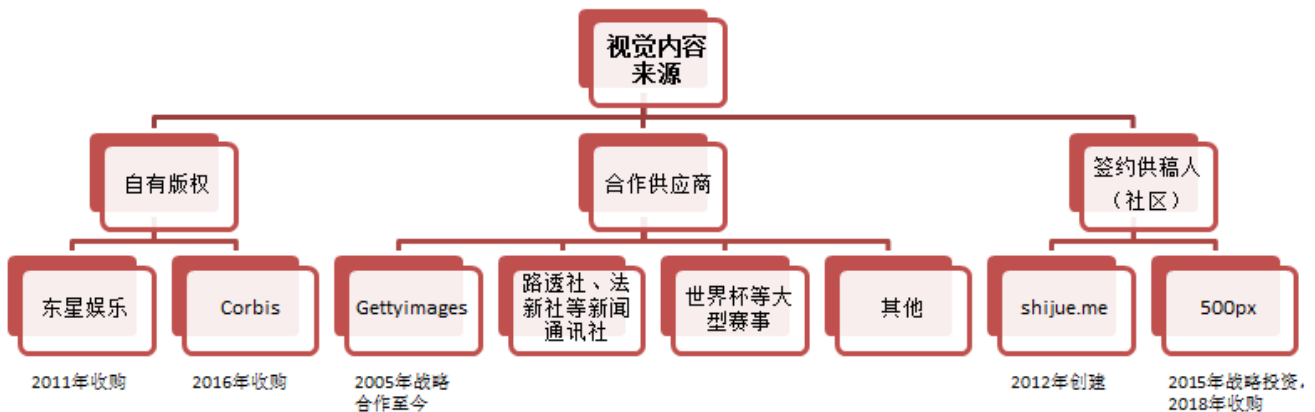 视觉内容
来源
自有版权
合作供应商
签约供稿人
（社区）
东星娱乐
Corbis
Gettyimages
路透社、法
新社等新闻
通讯社
世界杯等大
型赛事
其他
shijue.me
500px
2011年收购
2016年收购
2005年战略
合作至今
2012年创建
2015年战略投资，
2018年收购